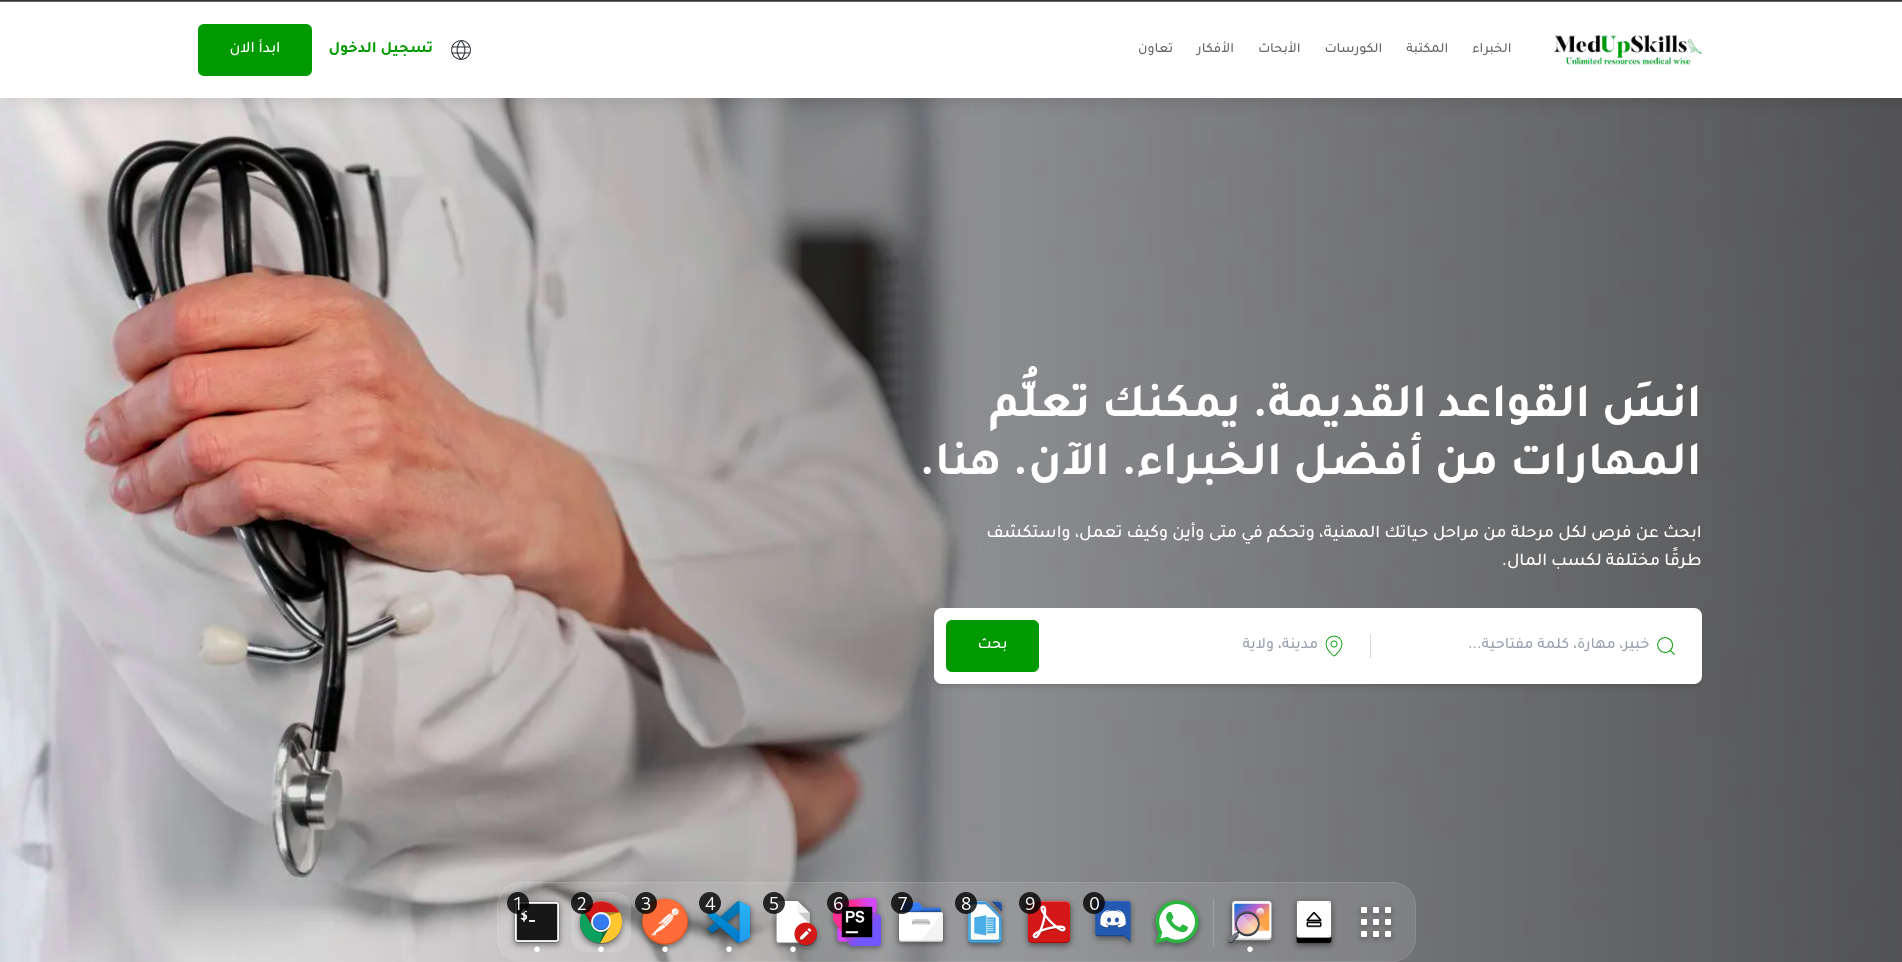 MedUpSkills
Unlimited resources medical wise
الخبراء
المكتبة
الكورسات
الأبحاث
الأفكار
تعاون
تسجيل الدخول
ابدأ الان
انسَ القواعد القديمة. يمكنك تعلُّم
المهارات من أفضل الخبراء. الآن. هنا.
ابحث عن فرص لكل مرحلة من مراحل حياتك المهنية، وتحكم في متى وأين وكيف تعمل، واستكشف
طرقًا مختلفة لكسب المال.
خبير، مهارة، كلمة مفتاحية...
مدينة، ولاية
بحث
1 2 3 4 5 6 7 8 9 0
$_
PS